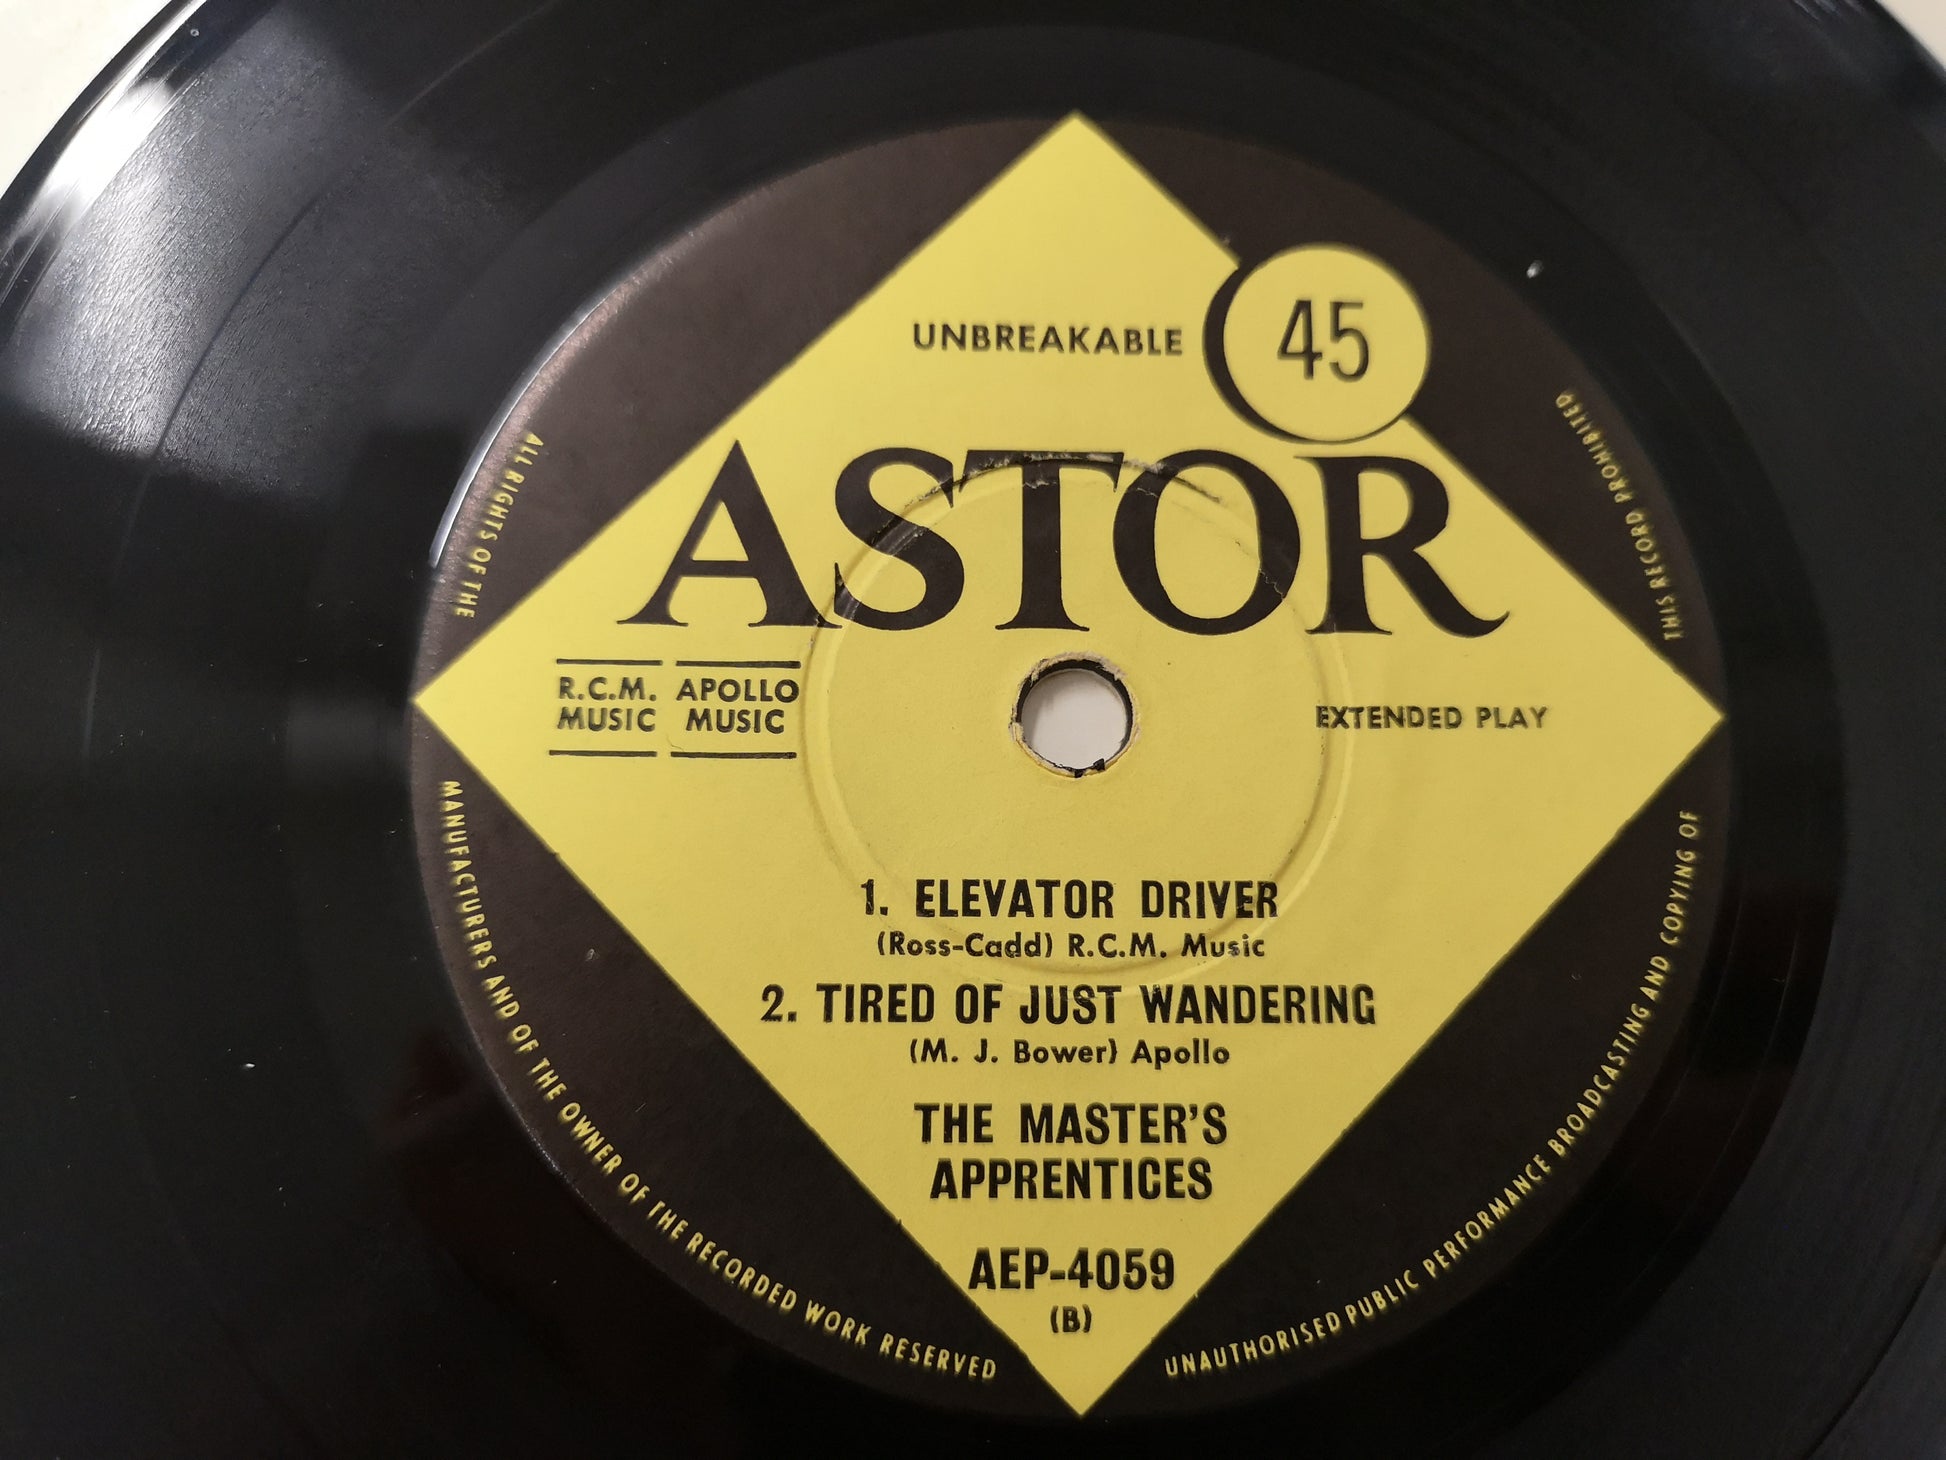 UNBREAKABLE
45
ASTOR
R.C.M. MUSIC
APOLLO MUSIC
EXTENDED PLAY
1. ELEVATOR DRIVER
(Ross-Cadd) R.C.M. Music
2. TIRED OF JUST WANDERING
(M. J. Bower) Apollo
THE MASTER'S
APPRENTICES
AEP-4059
(B)
ALL RIGHTS OF THE
MANUFACTURERS AND OF THE OWNER OF THE RECORDED WORK RESERVED
UNAUTHORISED PUBLIC PERFORMANCE BROADCASTING AND COPYING OF
THIS RECORD PROHIBITED